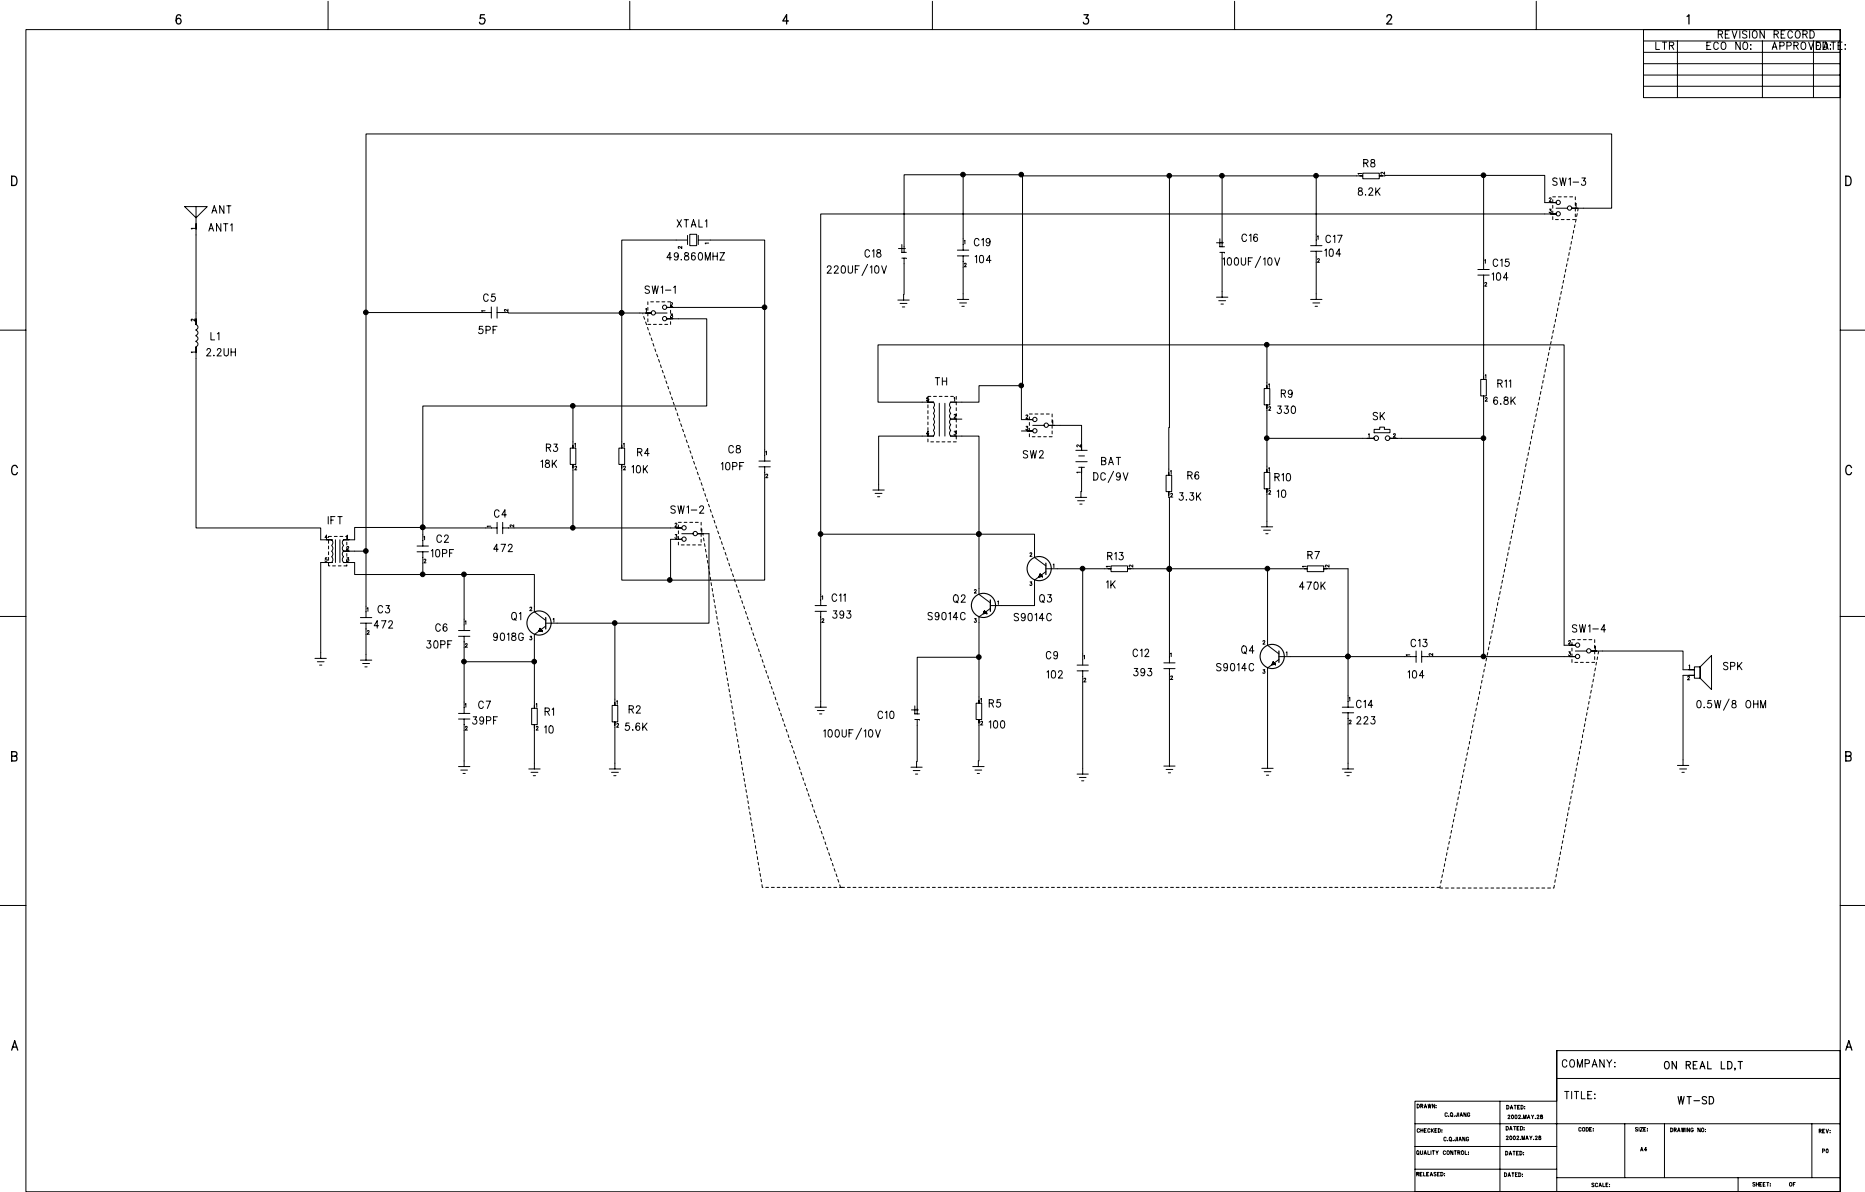 6 5 4 3 2 1
REVISION RECORD
LTR ECO NO: APPROVED: DATE:
D D
R8
8.2K
SW1-3
ANT
ANT1
XTAL1
49.860MHZ
C18
220UF/10V
C19
104
C16
100UF/10V
C17
104
C15
104
SW1-1
C5
5PF
L1
2.2UH
TH
R9
330
R11
6.8K
SK
R3
18K
R4
10K
C8
10PF
SW2
BAT
DC/9V
R6
3.3K
R10
10
C C
SW1-2
IFT
C4
472
C2
10PF
R13
1K
R7
470K
C3
472
C6
30PF
Q1
9018G
C11
393
Q2
S9014C
Q3
S9014C
SW1-4
C9
102
C12
393
Q4
S9014C
C13
104
SPK
0.5W/8 OHM
C7
39PF
R1
10
R2
5.6K
C10
100UF/10V
R5
100
C14
223
B B
A A
COMPANY: ON REAL LD,T
TITLE: WT-SD
DRAWN: C.Q.JIANG DATED: 2002.MAY.28
CHECKED: C.Q.JIANG DATED: 2002.MAY.28
QUALITY CONTROL: DATED:
RELEASED: DATED:
CODE: SIZE: A4 DRAWING NO: REV: P0
SCALE: SHEET: OF